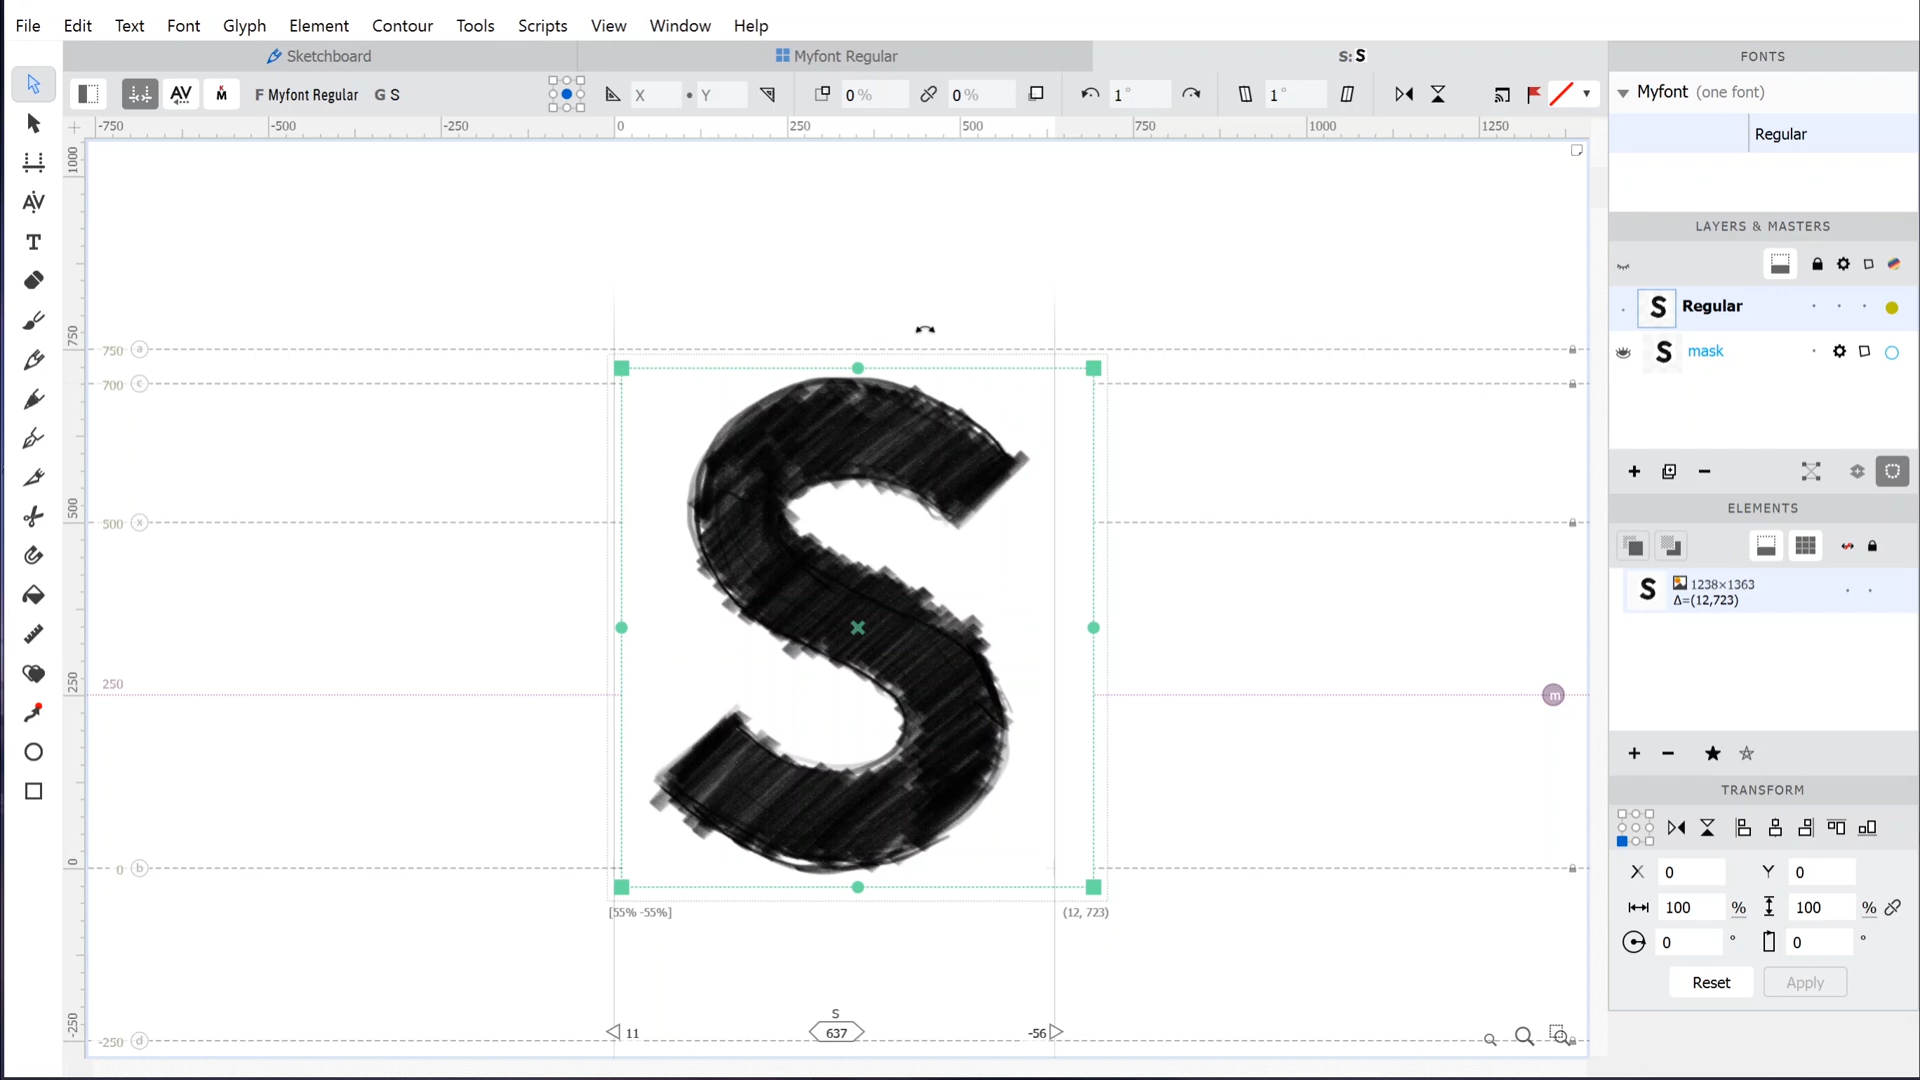 File Edit Text Font Glyph Element Contour Tools Scripts View Window Help
Sketchboard Myfont Regular S: S FONTS
F Myfont Regular G S X • Y 0 % 0 % 1 ° 1 °
Myfont (one font)
Regular
-750 -500 -250 0 250 500 750 1000 1250
1000
750
500
250
0
-250
LAYERS & MASTERS
S Regular
S mask
750 a
700 c
500 x
250 m
0 b
-250 d
S
[55% -55%] (12, 723)
S
11 637 -56
ELEMENTS
S 1238×1363
Δ=(12,723)
TRANSFORM
X 0 Y 0
100 % 100 %
0 ° 0 °
Reset Apply